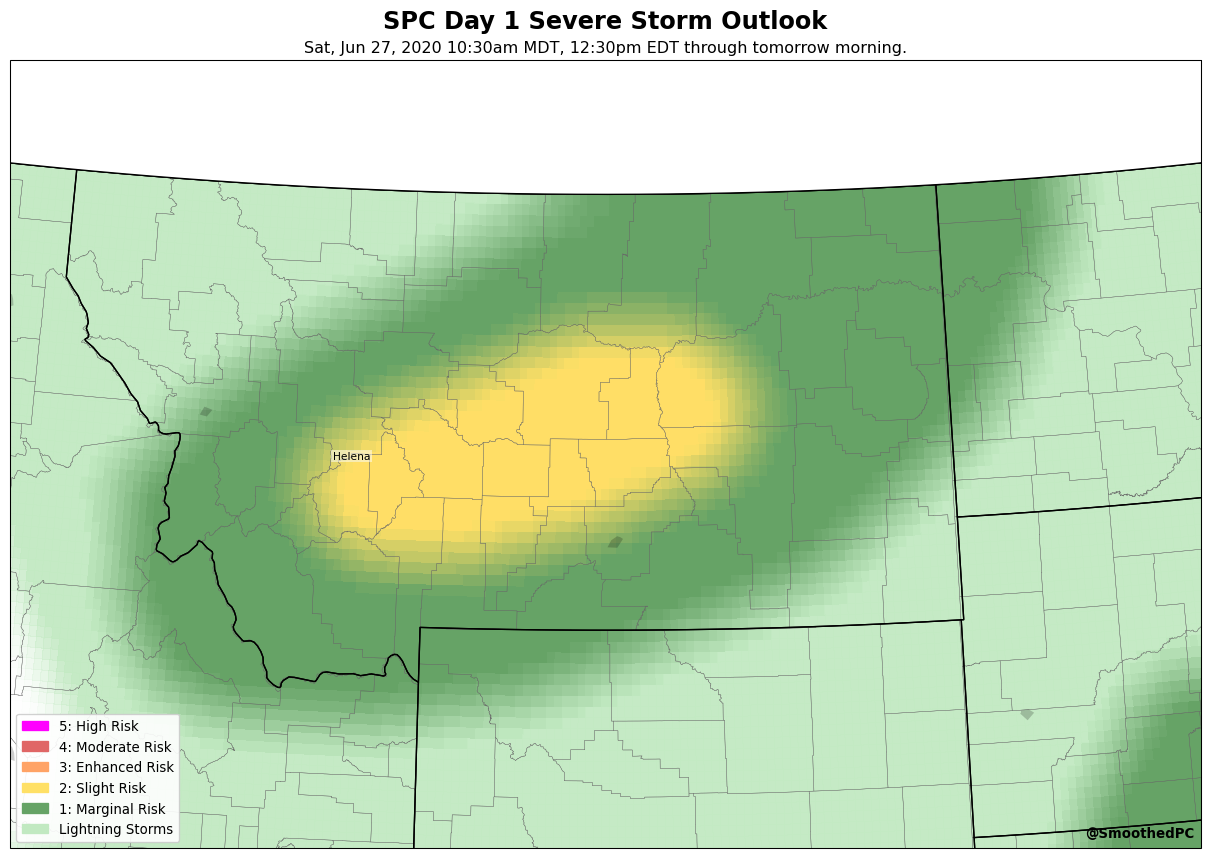 SPC Day 1 Severe Storm Outlook
Sat, Jun 27, 2020 10:30am MDT, 12:30pm EDT through tomorrow morning.
Helena
5: High Risk
4: Moderate Risk
3: Enhanced Risk
2: Slight Risk
1: Marginal Risk
Lightning Storms
@SmoothedPC